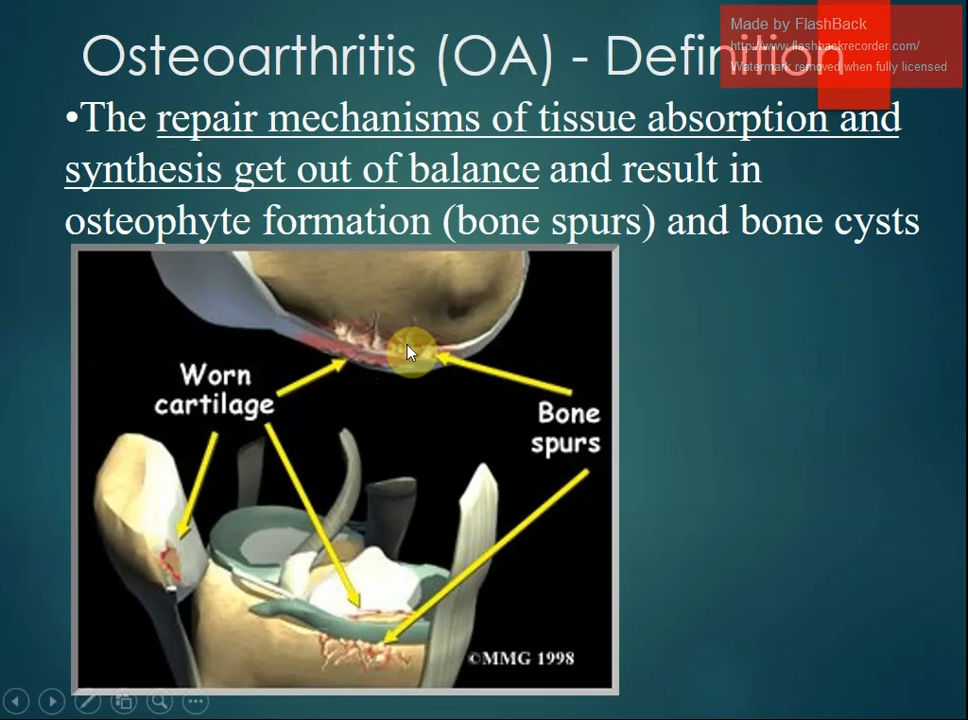 Osteoarthritis (OA) - Definition
Made by FlashBack
http://www.flashbackrecorder.com/
Watermark removed when fully licensed
•The repair mechanisms of tissue absorption and
synthesis get out of balance and result in
osteophyte formation (bone spurs) and bone cysts
Worn
cartilage
Bone
spurs
©MMG 1998